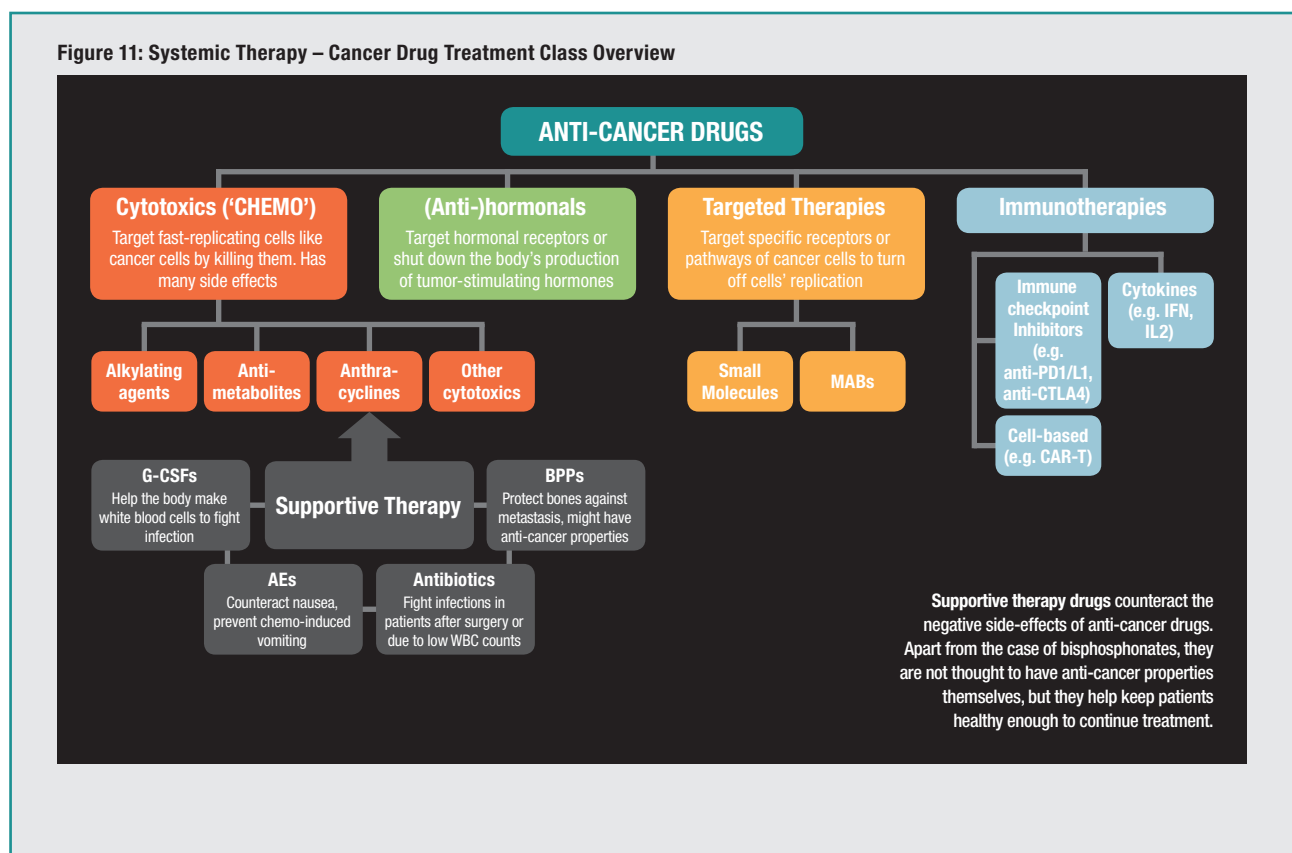 Figure 11: Systemic Therapy – Cancer Drug Treatment Class Overview
ANTI-CANCER DRUGS
Cytotoxics (‘CHEMO’)
Target fast-replicating cells like
cancer cells by killing them. Has
many side effects
(Anti-)hormonals
Target hormonal receptors or
shut down the body’s production
of tumor-stimulating hormones
Targeted Therapies
Target specific receptors or
pathways of cancer cells to turn
off cells’ replication
Immunotherapies
Alkylating
agents
Anti-
metabolites
Anthra-
cyclines
Other
cytotoxics
Small
Molecules
MABs
Immune
checkpoint
Inhibitors
(e.g.
anti-PD1/L1,
anti-CTLA4)
Cytokines
(e.g. IFN,
IL2)
Cell-based
(e.g. CAR-T)
G-CSFs
Help the body make
white blood cells to fight
infection
Supportive Therapy
BPPs
Protect bones against
metastasis, might have
anti-cancer properties
AEs
Counteract nausea,
prevent chemo-induced
vomiting
Antibiotics
Fight infections in
patients after surgery or
due to low WBC counts
Supportive therapy drugs counteract the
negative side-effects of anti-cancer drugs.
Apart from the case of bisphosphonates, they
are not thought to have anti-cancer properties
themselves, but they help keep patients
healthy enough to continue treatment.